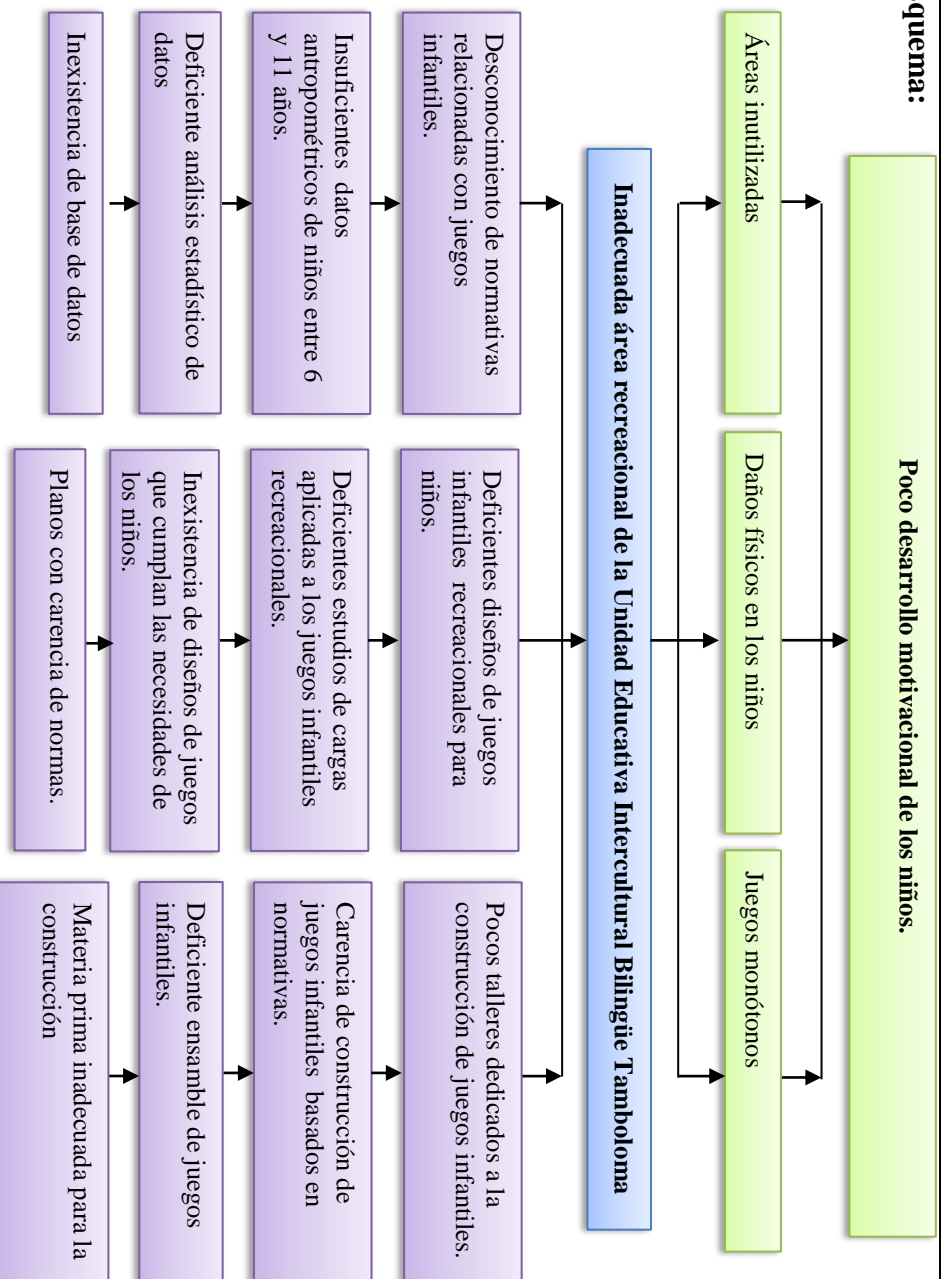 squema:
Poco desarrollo motivacional de los niños.
Áreas inutilizadas
Daños físicos en los niños
Juegos monótonos
Inadecuada área recreacional de la Unidad Educativa Intercultural Bilingüe Tamboloma
Desconocimiento de normativas
relacionadas con juegos
infantiles.
Deficientes diseños de juegos
infantiles recreacionales para
niños.
Pocos talleres dedicados a la
construcción de juegos infantiles.
Insuficientes datos
antropométricos de niños entre 6
y 11 años.
Deficientes estudios de cargas
aplicadas a los juegos infantiles
recreacionales.
Carencia de construcción de
juegos infantiles basados en
normativas.
Deficiente análisis estadístico de
datos
Inexistencia de diseños de juegos
que cumplan las necesidades de
los niños.
Deficiente ensamble de juegos
infantiles.
Inexistencia de base de datos
Planos con carencia de normas.
Materia prima inadecuada para la
construcción